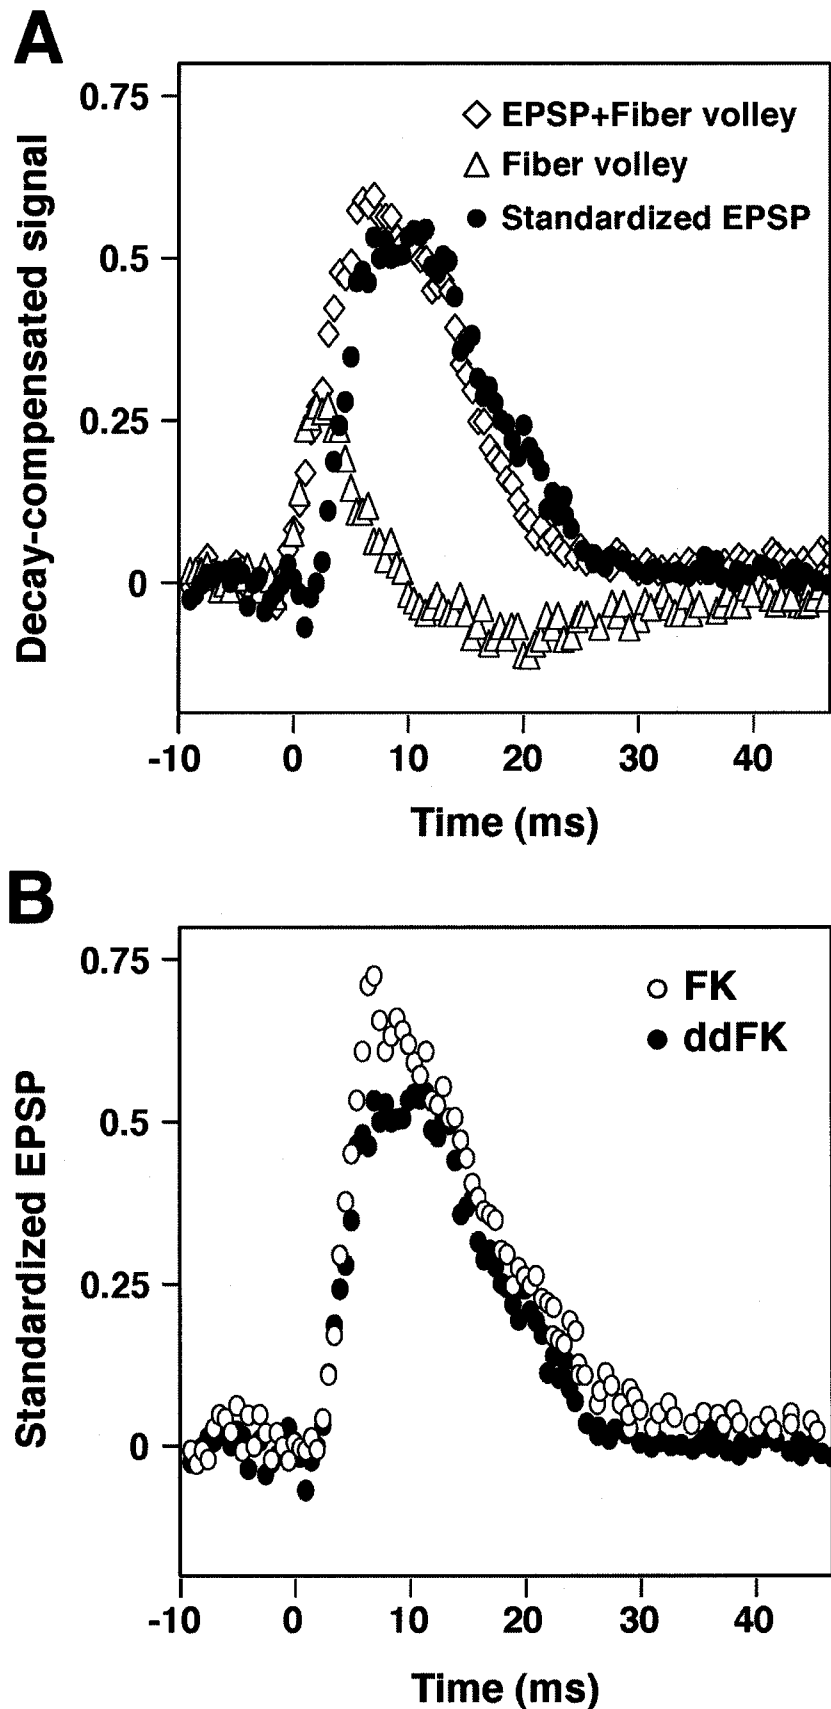 A
Decay-compensated signal
0.75
0.5
0.25
0
EPSP+Fiber volley
Fiber volley
Standardized EPSP
-10 0 10 20 30 40
Time (ms)
B
Standardized EPSP
0.75
0.5
0.25
0
FK
ddFK
-10 0 10 20 30 40
Time (ms)